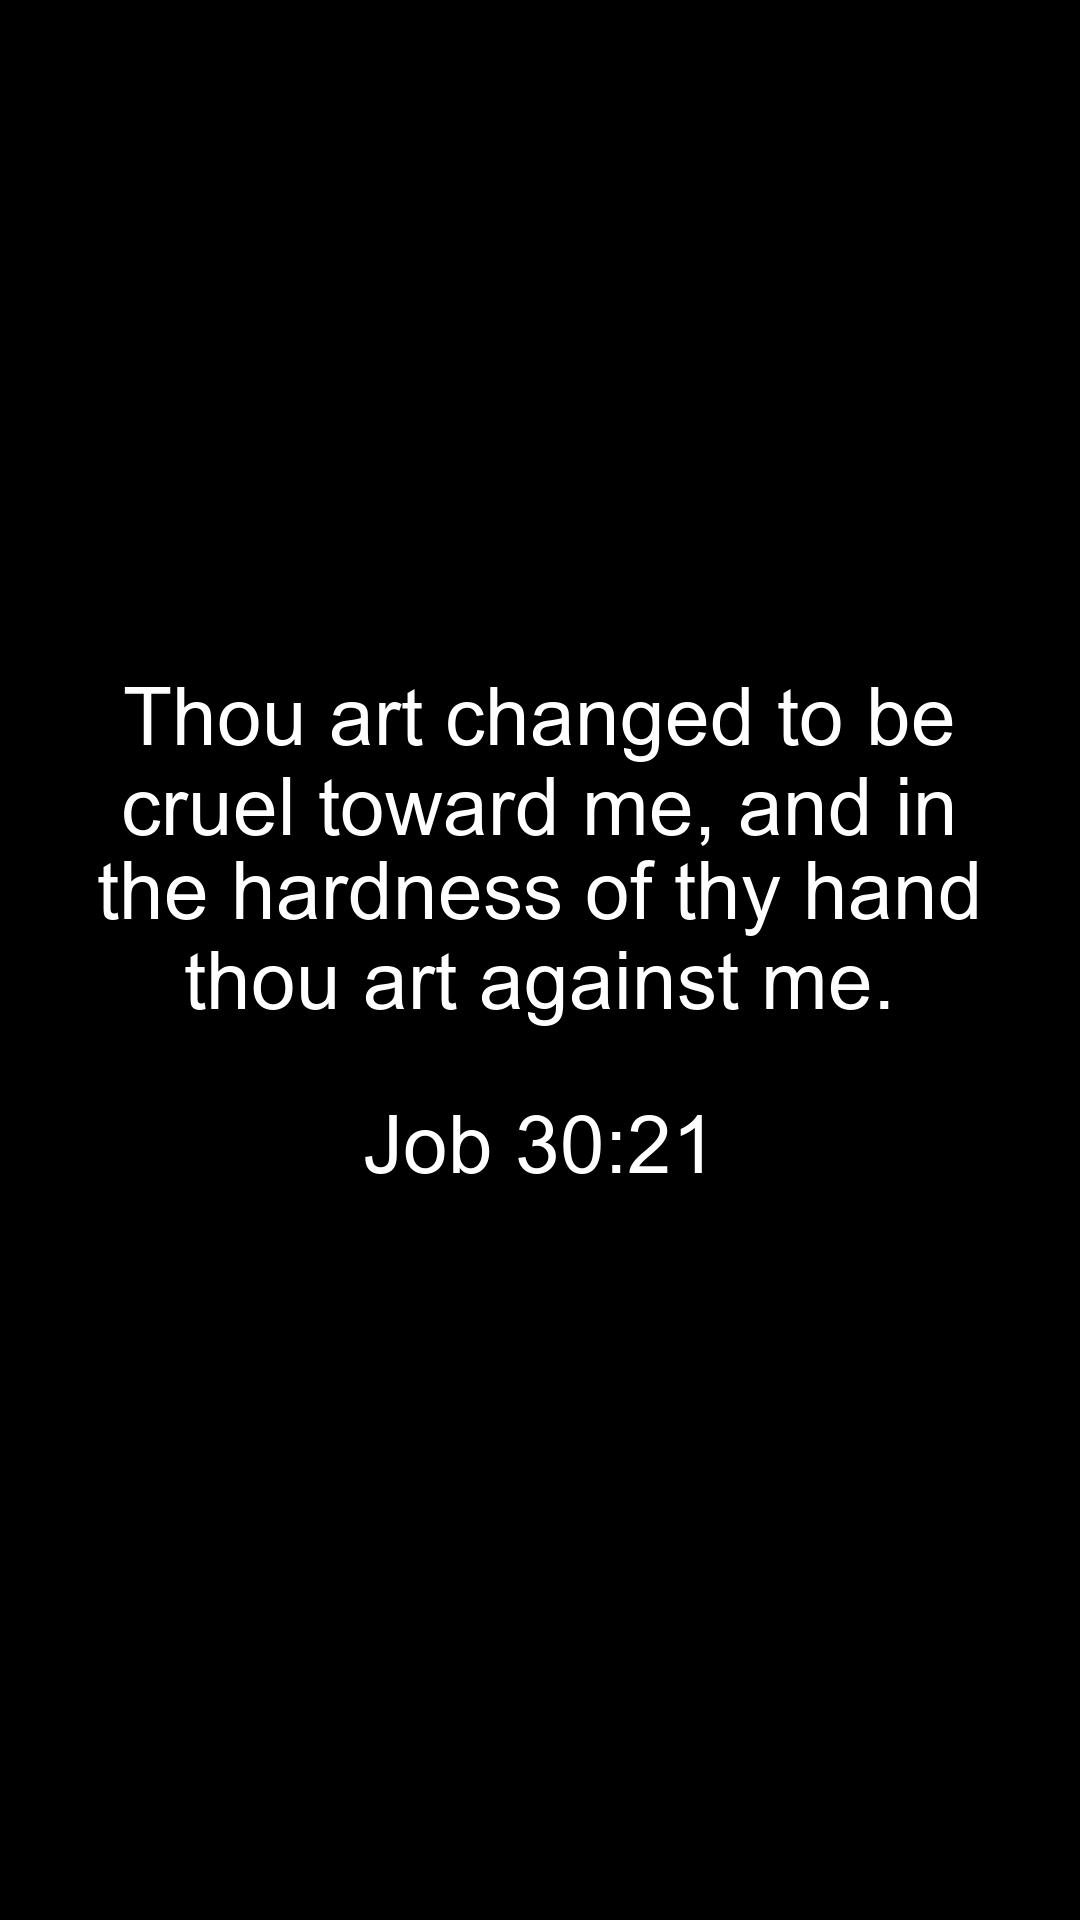 Thou art changed to be
cruel toward me, and in
the hardness of thy hand
thou art against me.
Job 30:21